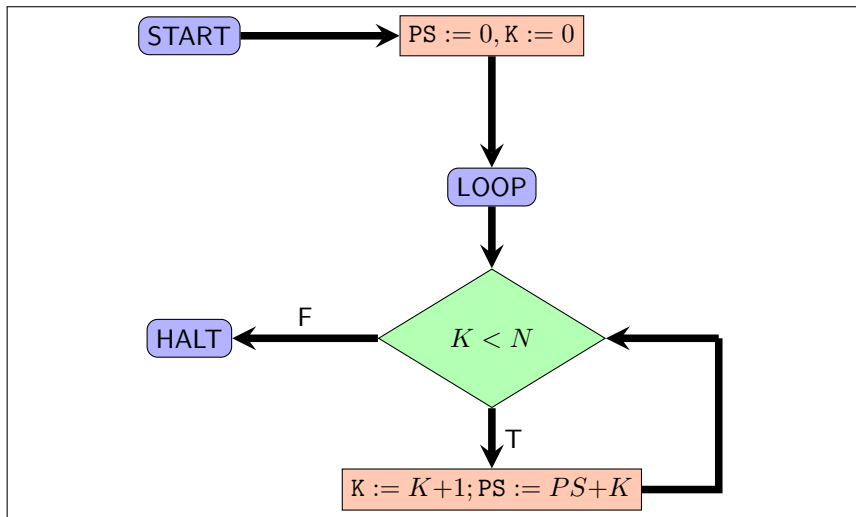 START
PS := 0, K := 0
LOOP
K < N
F
HALT
T
K := K+1; PS := PS+K